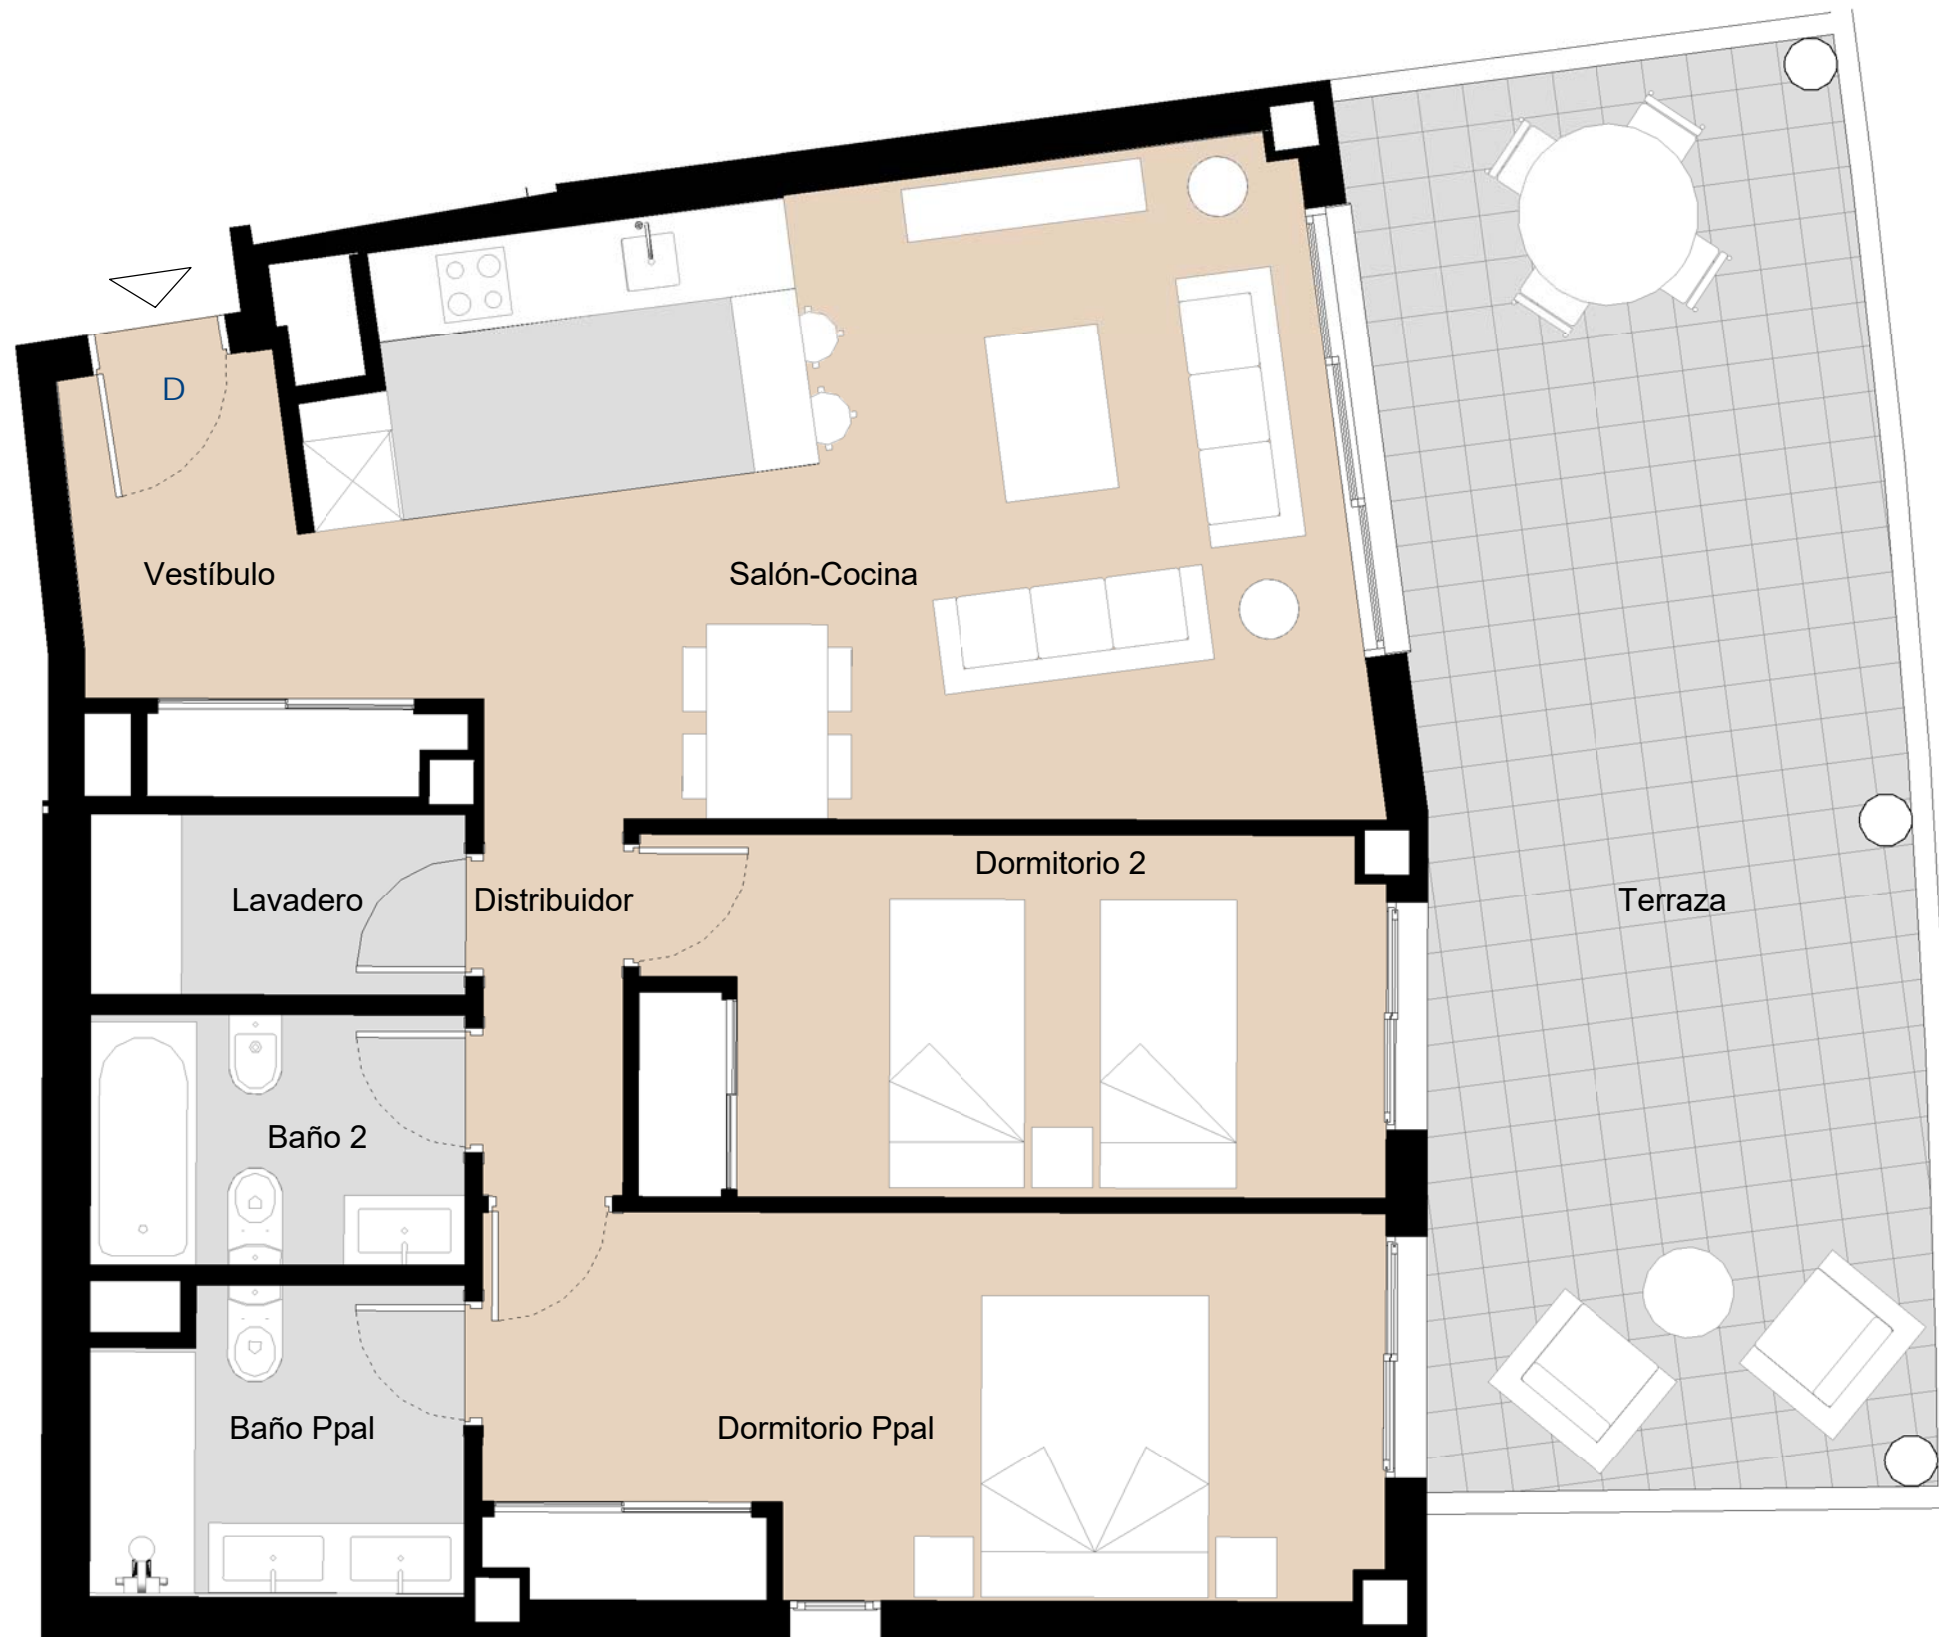 D
Vestíbulo
Salón-Cocina
Dormitorio 2
Lavadero
Distribuidor
Terraza
Baño 2
Baño Ppal
Dormitorio Ppal